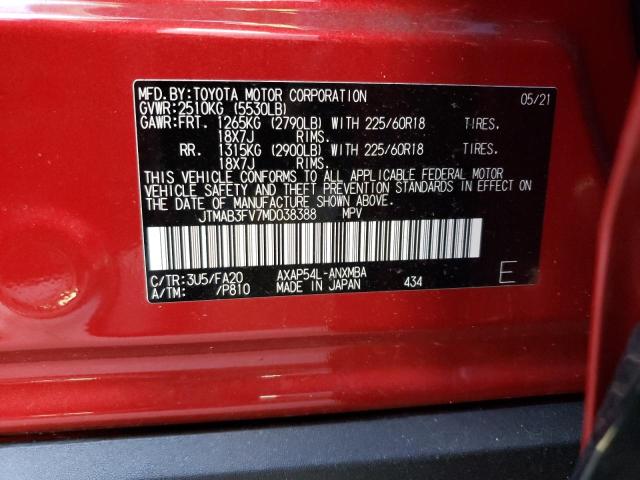 MFD.BY:TOYOTA MOTOR CORPORATION 05/21
GVWR:2510KG (5530LB)
GAWR:FRT. 1265KG (2790LB) WITH 225/60R18 TIRES.
18X7J RIMS.
RR. 1315KG (2900LB) WITH 225/60R18 TIRES.
18X7J RIMS.
THIS VEHICLE CONFORMS TO ALL APPLICABLE FEDERAL MOTOR
VEHICLE SAFETY AND THEFT PREVENTION STANDARDS IN EFFECT ON
THE DATE OF MANUFACTURE SHOWN ABOVE.
JTMAB3FV7MD038388 MPV
C/TR:3U5/FA20 AXAP54L-ANXMBA
A/TM: /P810 MADE IN JAPAN 434 E